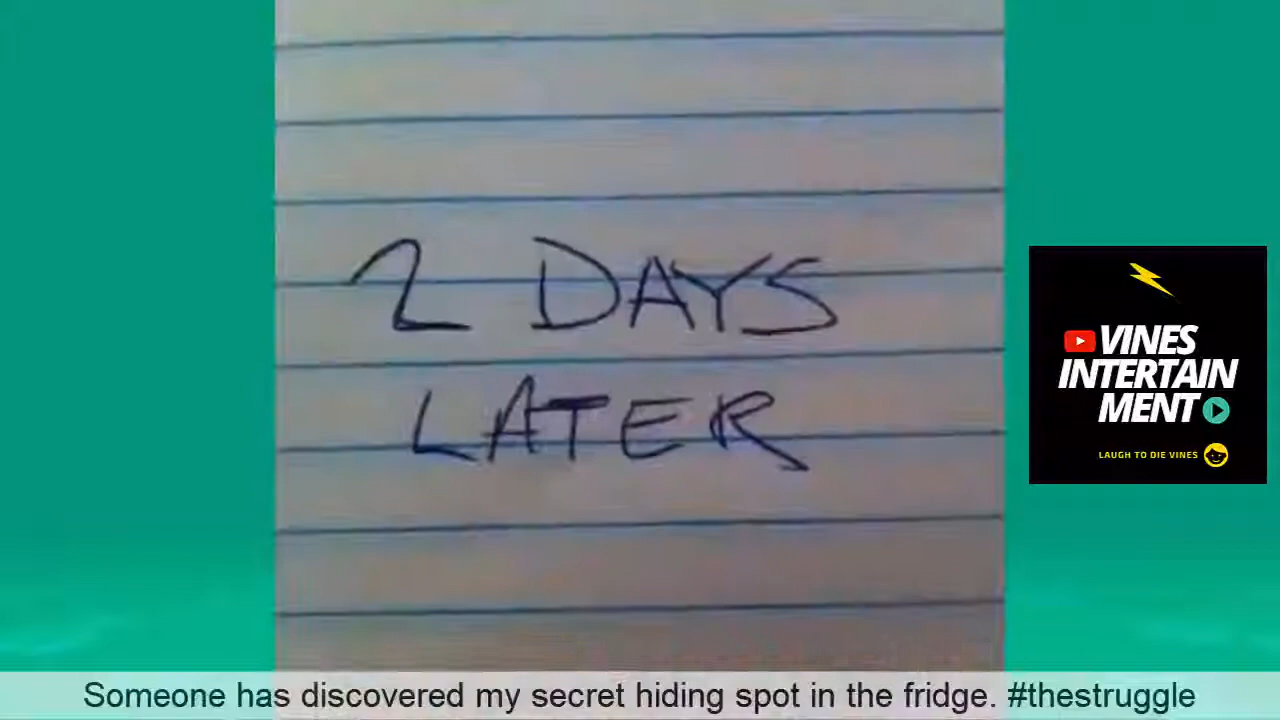 2 DAYS
LATER
VINES
INTERTAIN
MENT
LAUGH TO DIE VINES
Someone has discovered my secret hiding spot in the fridge. #thestruggle